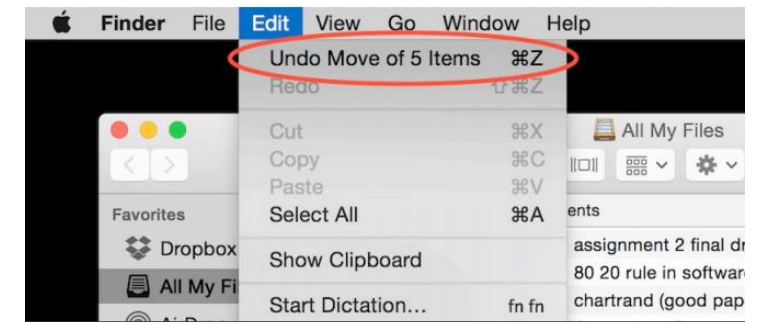 Finder File Edit View Go Window Help
Undo Move of 5 Items ⌘Z
Redo ⇧⌘Z
Cut ⌘X
All My Files
Copy ⌘C
Paste ⌘V
Favorites
Select All ⌘A
ents
Dropbox
assignment 2 final dr
Show Clipboard
80 20 rule in softwar
All My Fi
Start Dictation... fn fn
chartrand (good pap